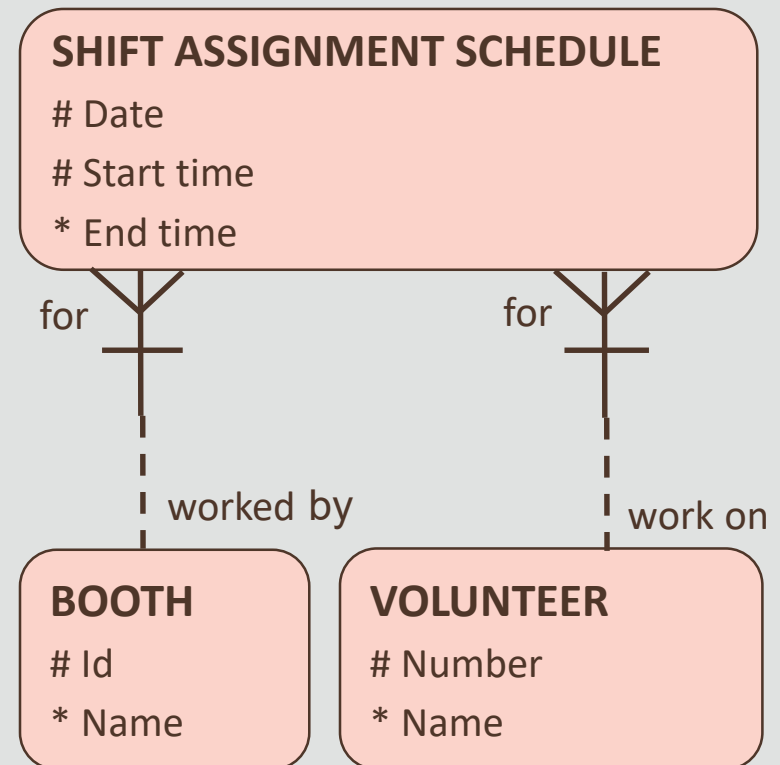 SHIFT ASSIGNMENT SCHEDULE
# Date
# Start time
* End time
for
for
worked by
work on
BOOTH
# Id
* Name
VOLUNTEER
# Number
* Name